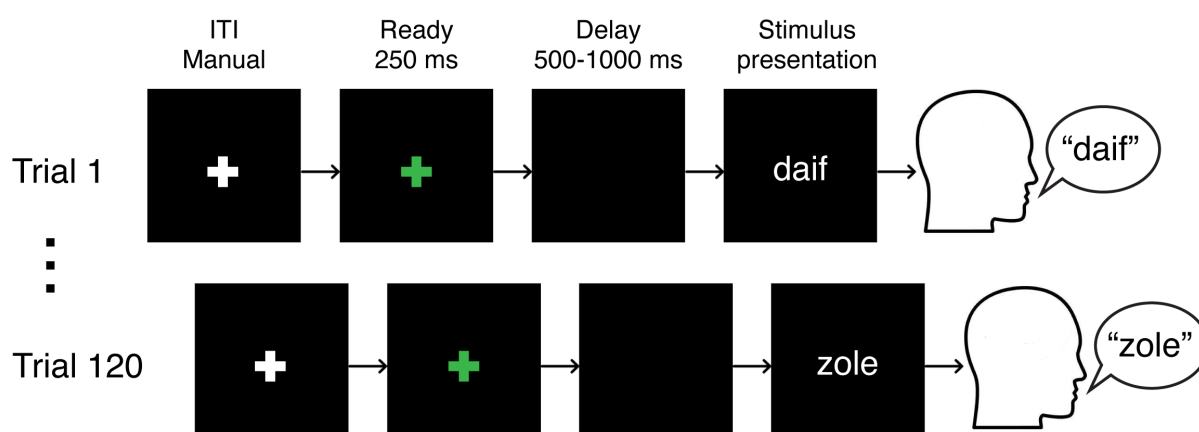 ITI
Manual
Ready
250 ms
Delay
500-1000 ms
Stimulus
presentation
Trial 1
daif
“daif”
Trial 120
zole
“zole”